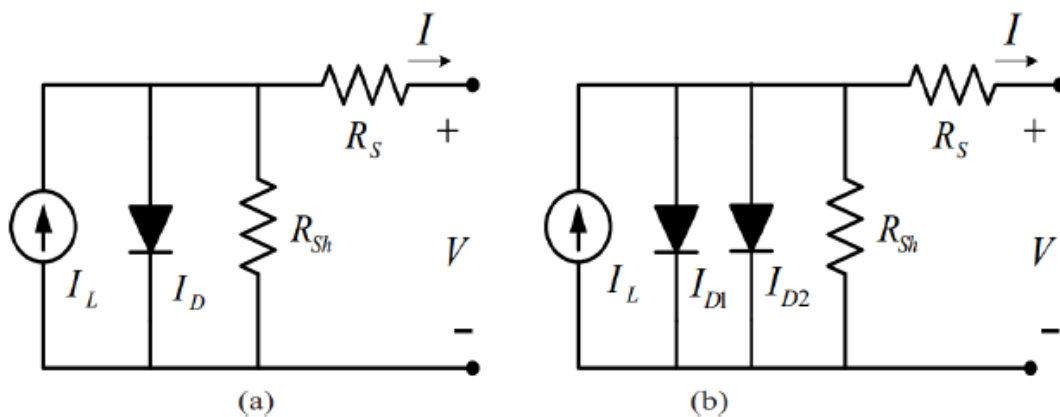 I
R_S
+
I_L
I_D
R_Sh
V
-
(a)
I
R_S
+
I_L
I_D1
I_D2
R_Sh
V
-
(b)